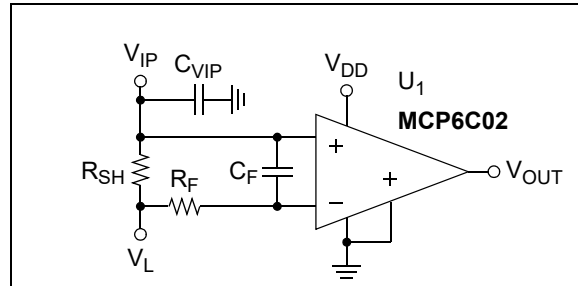 V_IP
C_VIP
V_DD
U_1
MCP6C02
+
R_SH
R_F
C_F
+
V_OUT
−
V_L